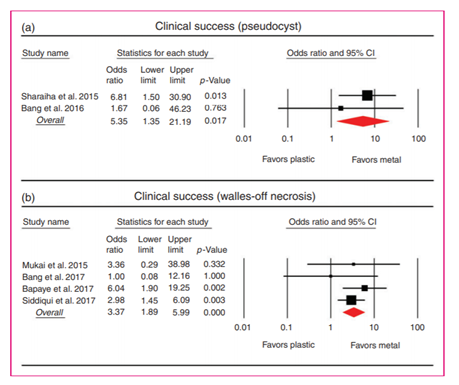 (a)
Clinical success (pseudocyst)
Study name Statistics for each study Odds ratio and 95% CI
Odds Lower Upper
ratio limit limit p-Value
Sharaiha et al. 2015 6.81 1.50 30.90 0.013
Bang et al. 2016 1.67 0.06 46.23 0.763
Overall 5.35 1.35 21.19 0.017
0.01 0.1 1 10 100
Favors plastic Favors metal
(b)
Clinical success (walles-off necrosis)
Study name Statistics for each study Odds ratio and 95% CI
Odds Lower Upper
ratio limit limit p-Value
Mukai et al. 2015 3.36 0.29 38.98 0.332
Bang et al. 2017 1.00 0.08 12.16 1.000
Bapaye et al. 2017 6.04 1.90 19.25 0.002
Siddiqui et al. 2017 2.98 1.45 6.09 0.003
Overall 3.37 1.89 5.99 0.000
0.01 0.1 1 10 100
Favors plastic Favors metal